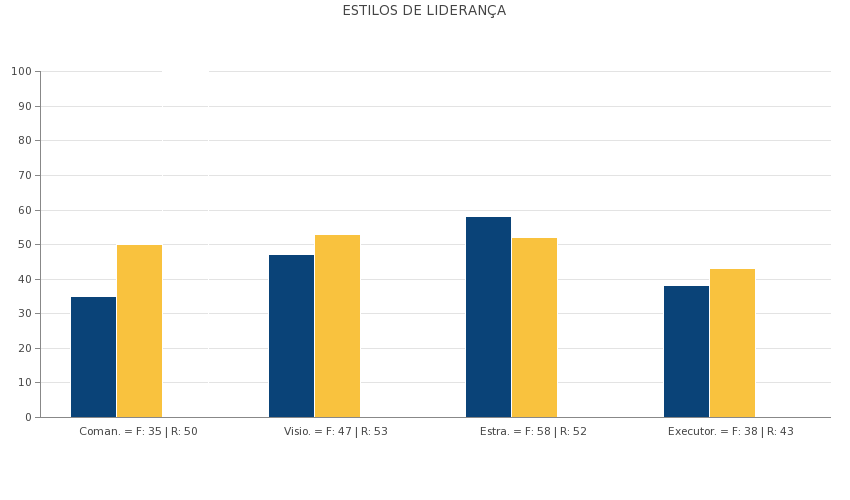 ESTILOS DE LIDERANÇA
100
90
80
70
60
50
40
30
20
10
0
Coman. = F: 35 | R: 50
Visio. = F: 47 | R: 53
Estra. = F: 58 | R: 52
Executor. = F: 38 | R: 43